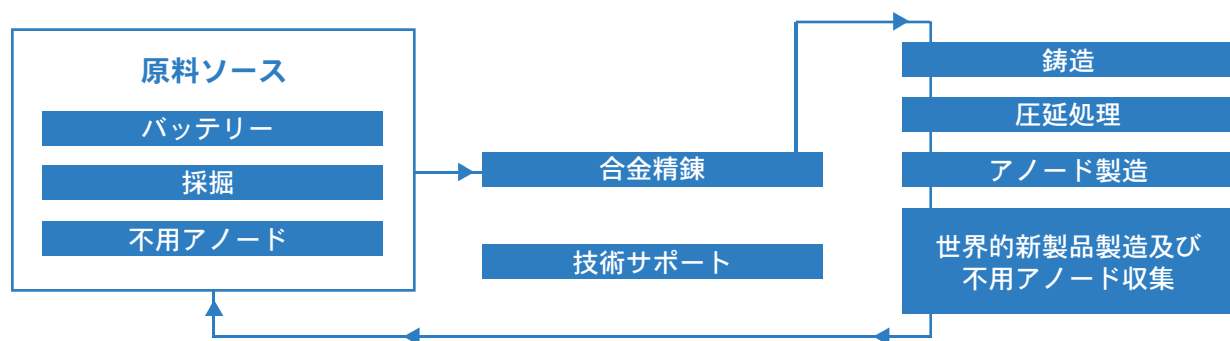 原料ソース
バッテリー
採掘
不用アノード
合金精錬
技術サポート
鋳造
圧延処理
アノード製造
世界的新製品製造及び
不用アノード収集